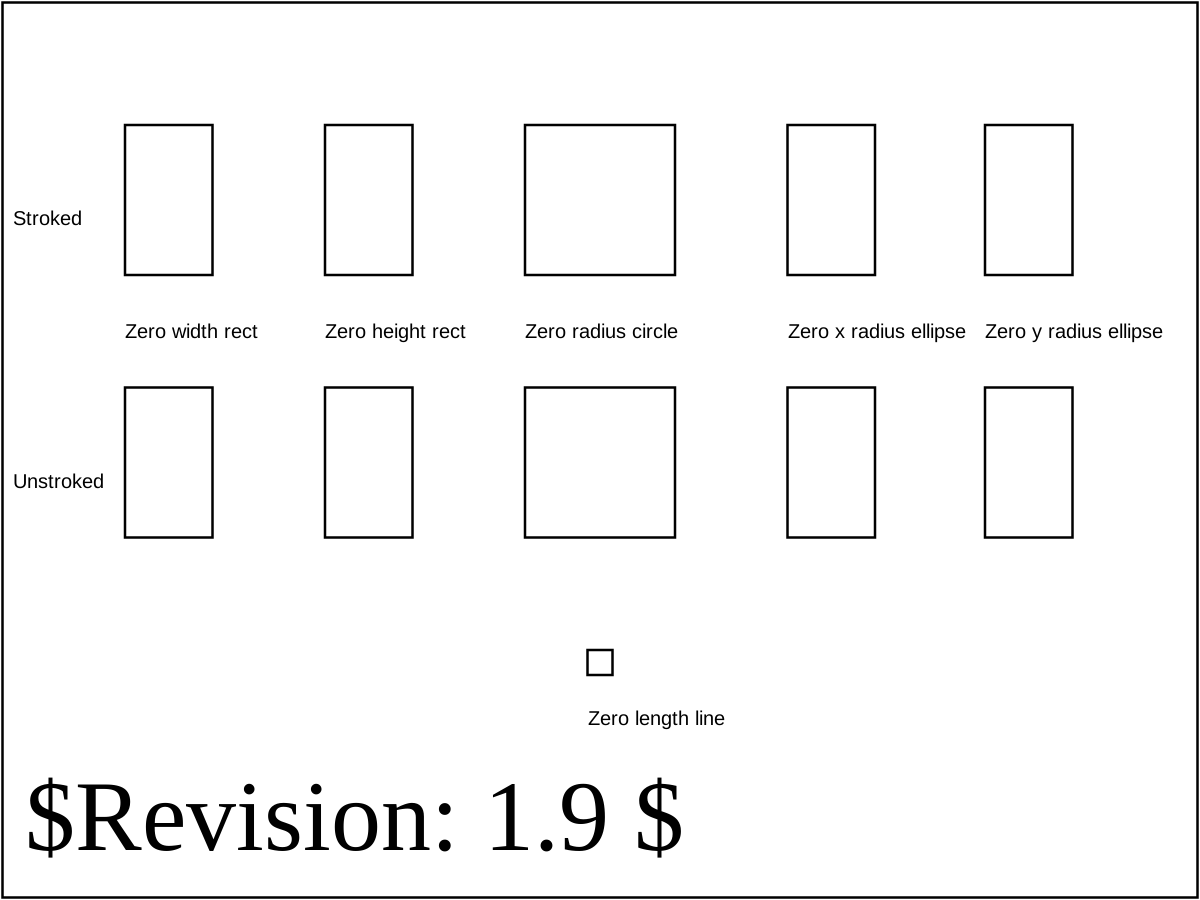 Stroked
Zero width rect
Zero height rect
Zero radius circle
Zero x radius ellipse
Zero y radius ellipse
Unstroked
Zero length line
$Revision: 1.9 $